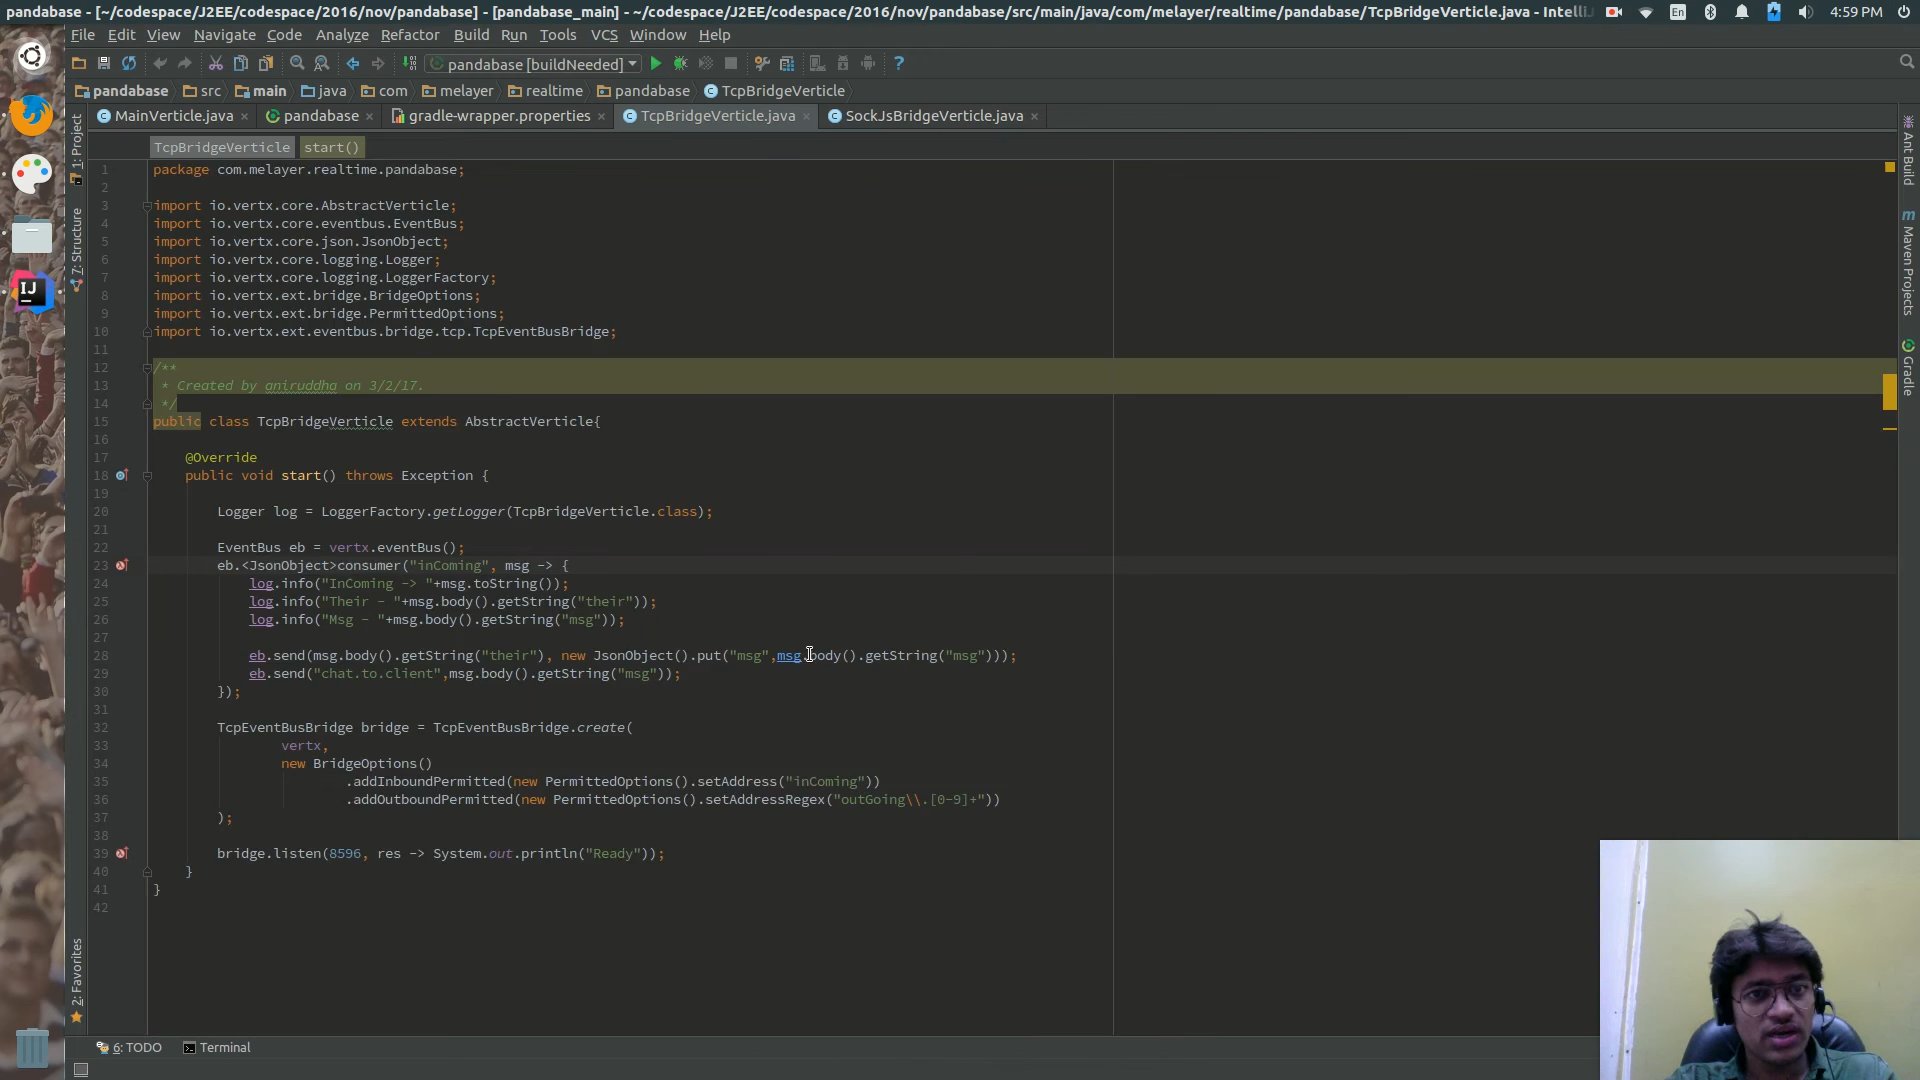 pandabase - [~/codespace/J2EE/codespace/2016/nov/pandabase] - [pandabase_main] - ~/codespace/J2EE/codespace/2016/nov/pandabase/src/main/java/com/melayer/realtime/pandabase/TcpBridgeVerticle.java - IntelliJ
En
4:59 PM
File Edit View Navigate Code Analyze Refactor Build Run Tools VCS Window Help
pandabase [buildNeeded]
pandabase src main java com melayer realtime pandabase TcpBridgeVerticle
MainVerticle.java × pandabase × gradle-wrapper.properties × TcpBridgeVerticle.java × SockJsBridgeVerticle.java ×
TcpBridgeVerticle start()
1 package com.melayer.realtime.pandabase;
2
3 import io.vertx.core.AbstractVerticle;
4 import io.vertx.core.eventbus.EventBus;
5 import io.vertx.core.json.JsonObject;
6 import io.vertx.core.logging.Logger;
7 import io.vertx.core.logging.LoggerFactory;
8 import io.vertx.ext.bridge.BridgeOptions;
9 import io.vertx.ext.bridge.PermittedOptions;
10 import io.vertx.ext.eventbus.bridge.tcp.TcpEventBusBridge;
11
12 /**
13 * Created by aniruddha on 3/2/17.
14 */
15 public class TcpBridgeVerticle extends AbstractVerticle{
16
17 @Override
18 public void start() throws Exception {
19
20 Logger log = LoggerFactory.getLogger(TcpBridgeVerticle.class);
21
22 EventBus eb = vertx.eventBus();
23 eb.<JsonObject>consumer("inComing", msg -> {
24 log.info("InComing -> "+msg.toString());
25 log.info("Their - "+msg.body().getString("their"));
26 log.info("Msg - "+msg.body().getString("msg"));
27
28 eb.send(msg.body().getString("their"), new JsonObject().put("msg",msg.body().getString("msg")));
29 eb.send("chat.to.client",msg.body().getString("msg"));
30 });
31
32 TcpEventBusBridge bridge = TcpEventBusBridge.create(
33 vertx,
34 new BridgeOptions()
35 .addInboundPermitted(new PermittedOptions().setAddress("inComing"))
36 .addOutboundPermitted(new PermittedOptions().setAddressRegex("outGoing\\.[0-9]+"))
37 );
38
39 bridge.listen(8596, res -> System.out.println("Ready"));
40 }
41 }
42
1: Project
7: Structure
2: Favorites
Ant Build
Maven Projects
Gradle
IJ
6: TODO Terminal